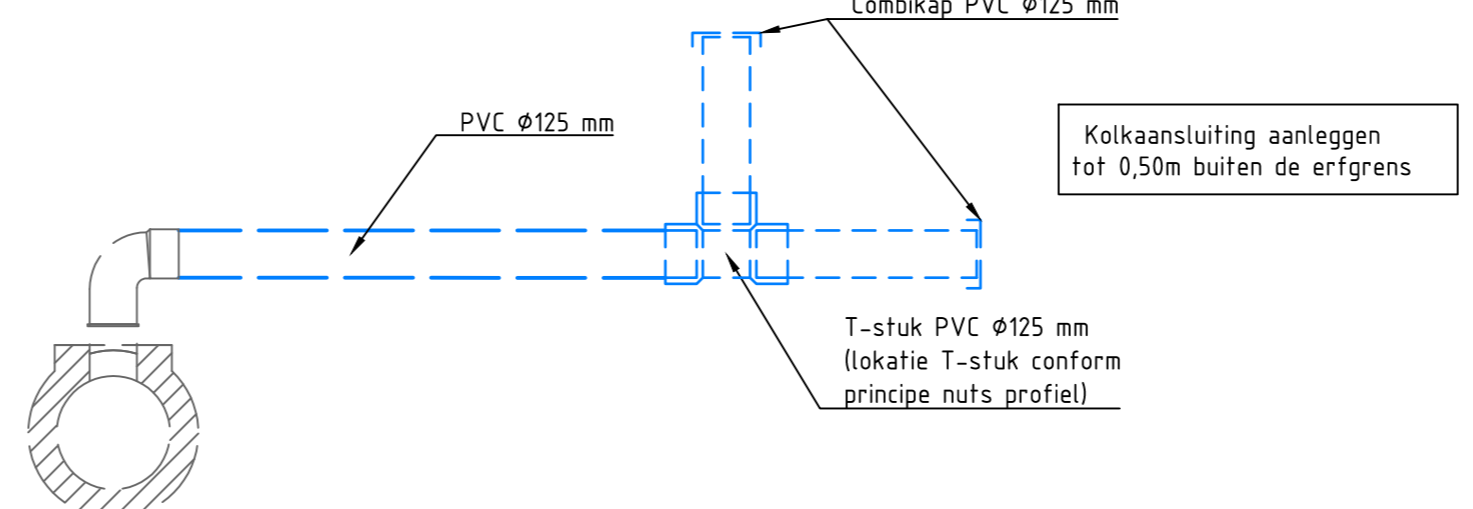 Combikap PVC Ø125 mm
PVC Ø125 mm
Kolkaansluiting aanleggen
tot 0,50m buiten de erfgrens
T-stuk PVC Ø125 mm
(lokatie T-stuk conform
principe nuts profiel)